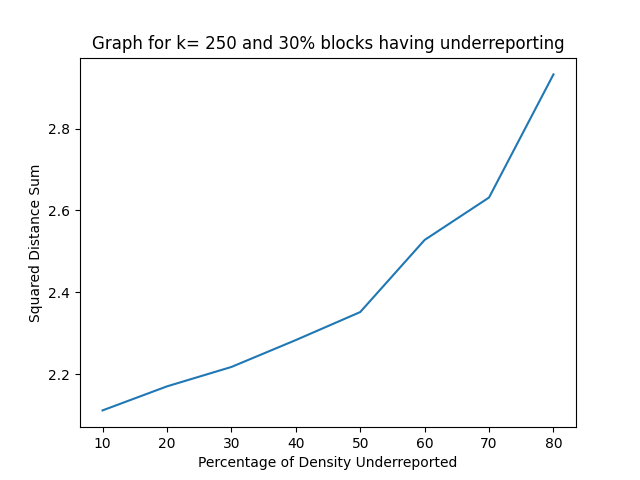 Graph for k= 250 and 30% blocks having underreporting
Squared Distance Sum
2.8
2.6
2.4
2.2
10 20 30 40 50 60 70 80
Percentage of Density Underreported